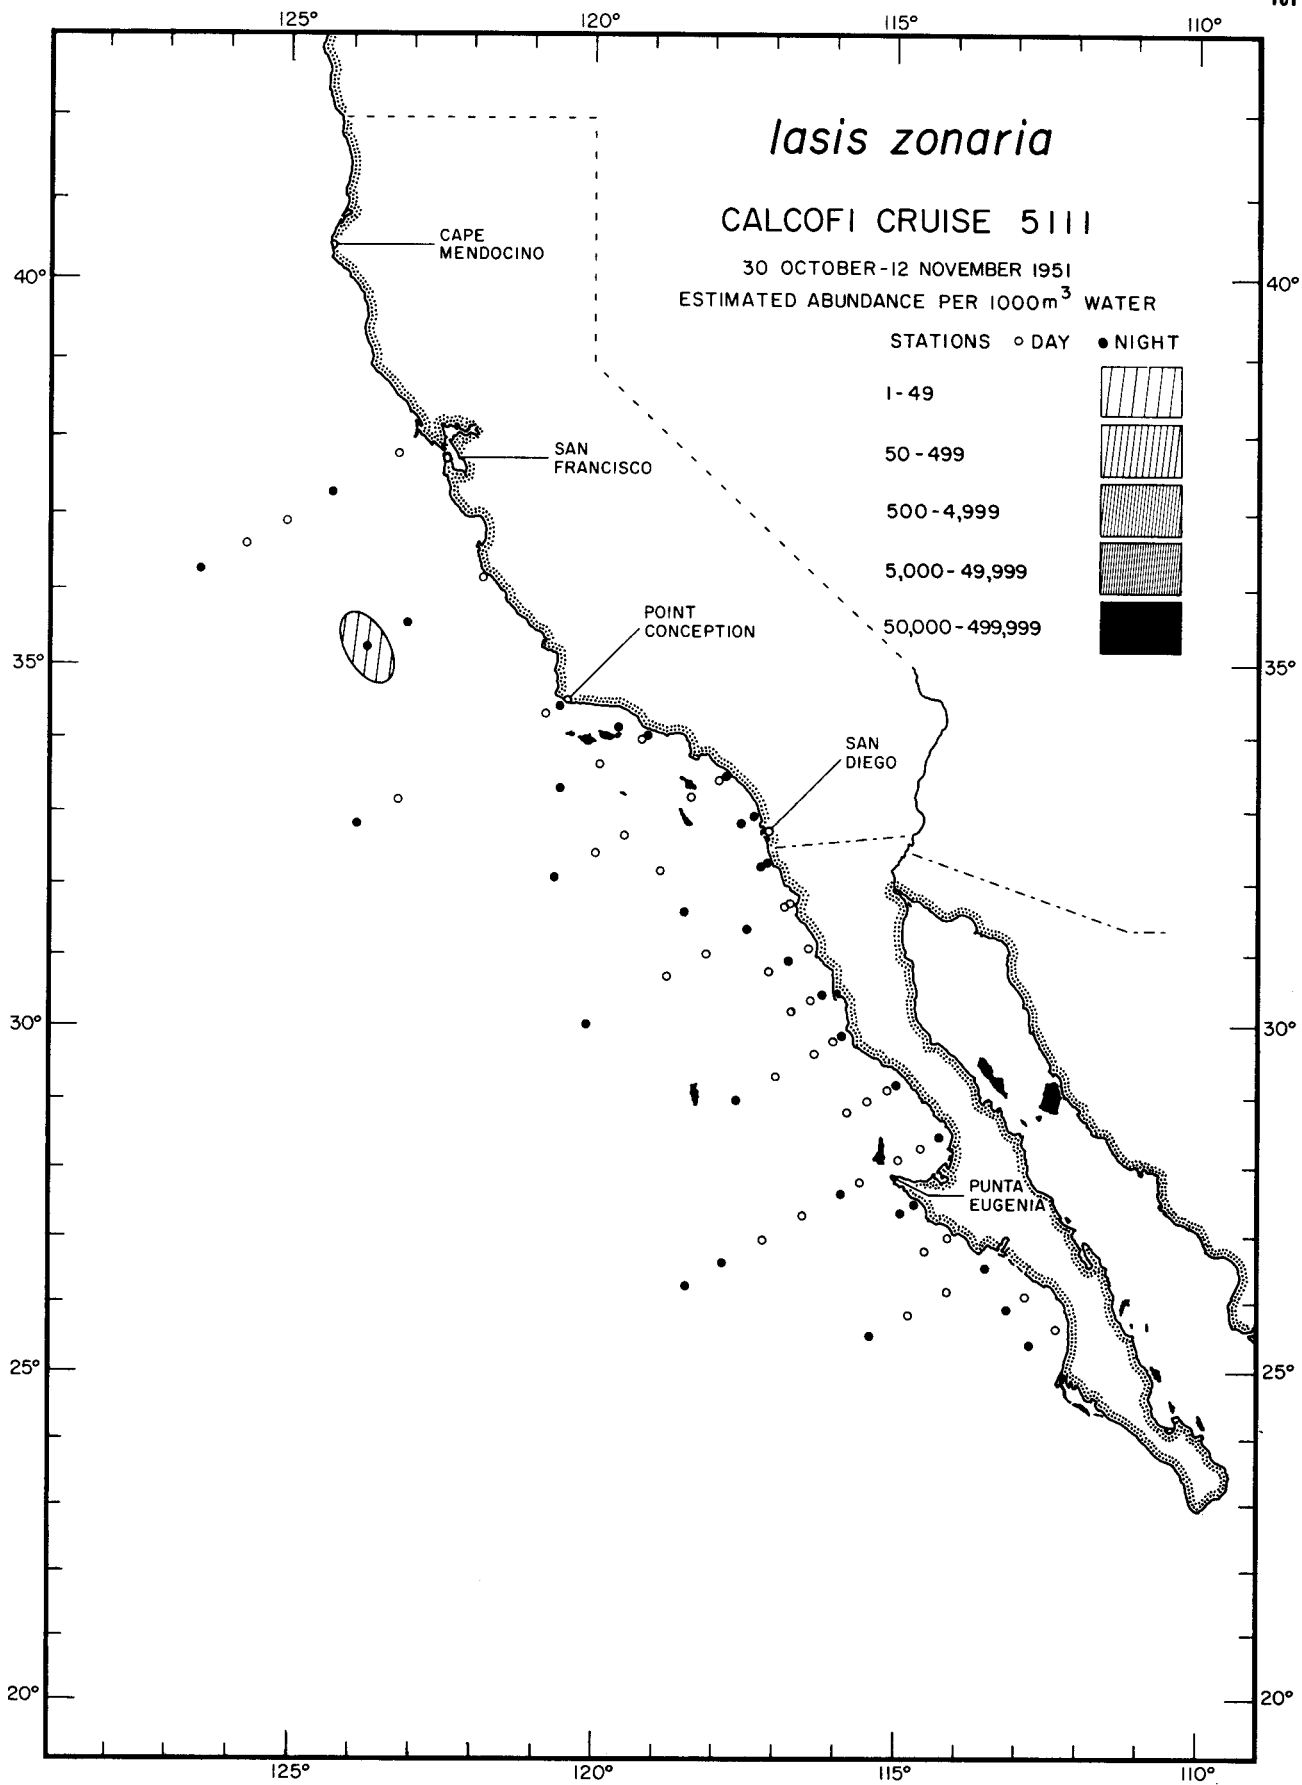 125° 120° 115° 110°
Iasis zonaria
CALCOFI CRUISE 5111
30 OCTOBER-12 NOVEMBER 1951
ESTIMATED ABUNDANCE PER 1000m³ WATER
STATIONS ○ DAY ● NIGHT
1-49
50-499
500-4,999
5,000-49,999
50,000-499,999
CAPE
MENDOCINO
40° 40°
SAN
FRANCISCO
POINT
CONCEPTION
35° 35°
SAN
DIEGO
30° 30°
PUNTA
EUGENIA
25° 25°
20° 20°
125° 120° 115° 110°